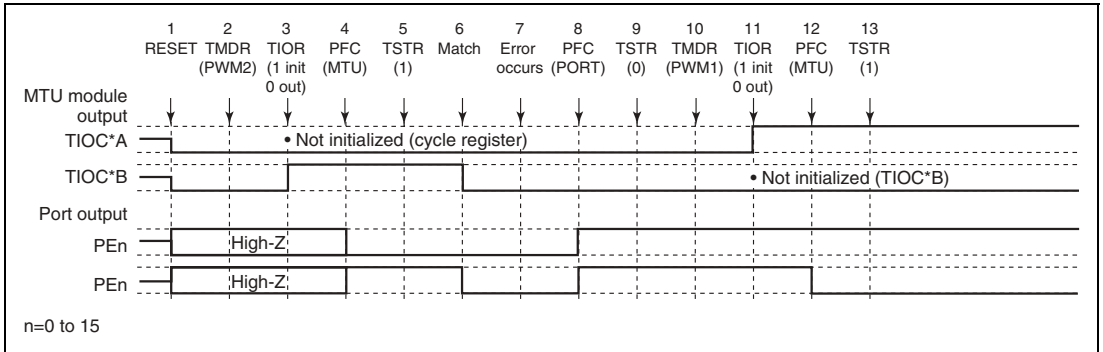 1 2 3 4 5 6 7 8 9 10 11 12 13
RESET TMDR TIOR PFC TSTR Match Error PFC TSTR TMDR TIOR PFC TSTR
(PWM2) (1 init (MTU) (1) occurs (PORT) (0) (PWM1) (1 init (MTU) (1)
0 out) 0 out)
MTU module
output
TIOC*A
• Not initialized (cycle register)
TIOC*B
• Not initialized (TIOC*B)
Port output
PEn
High-Z
PEn
High-Z
n=0 to 15